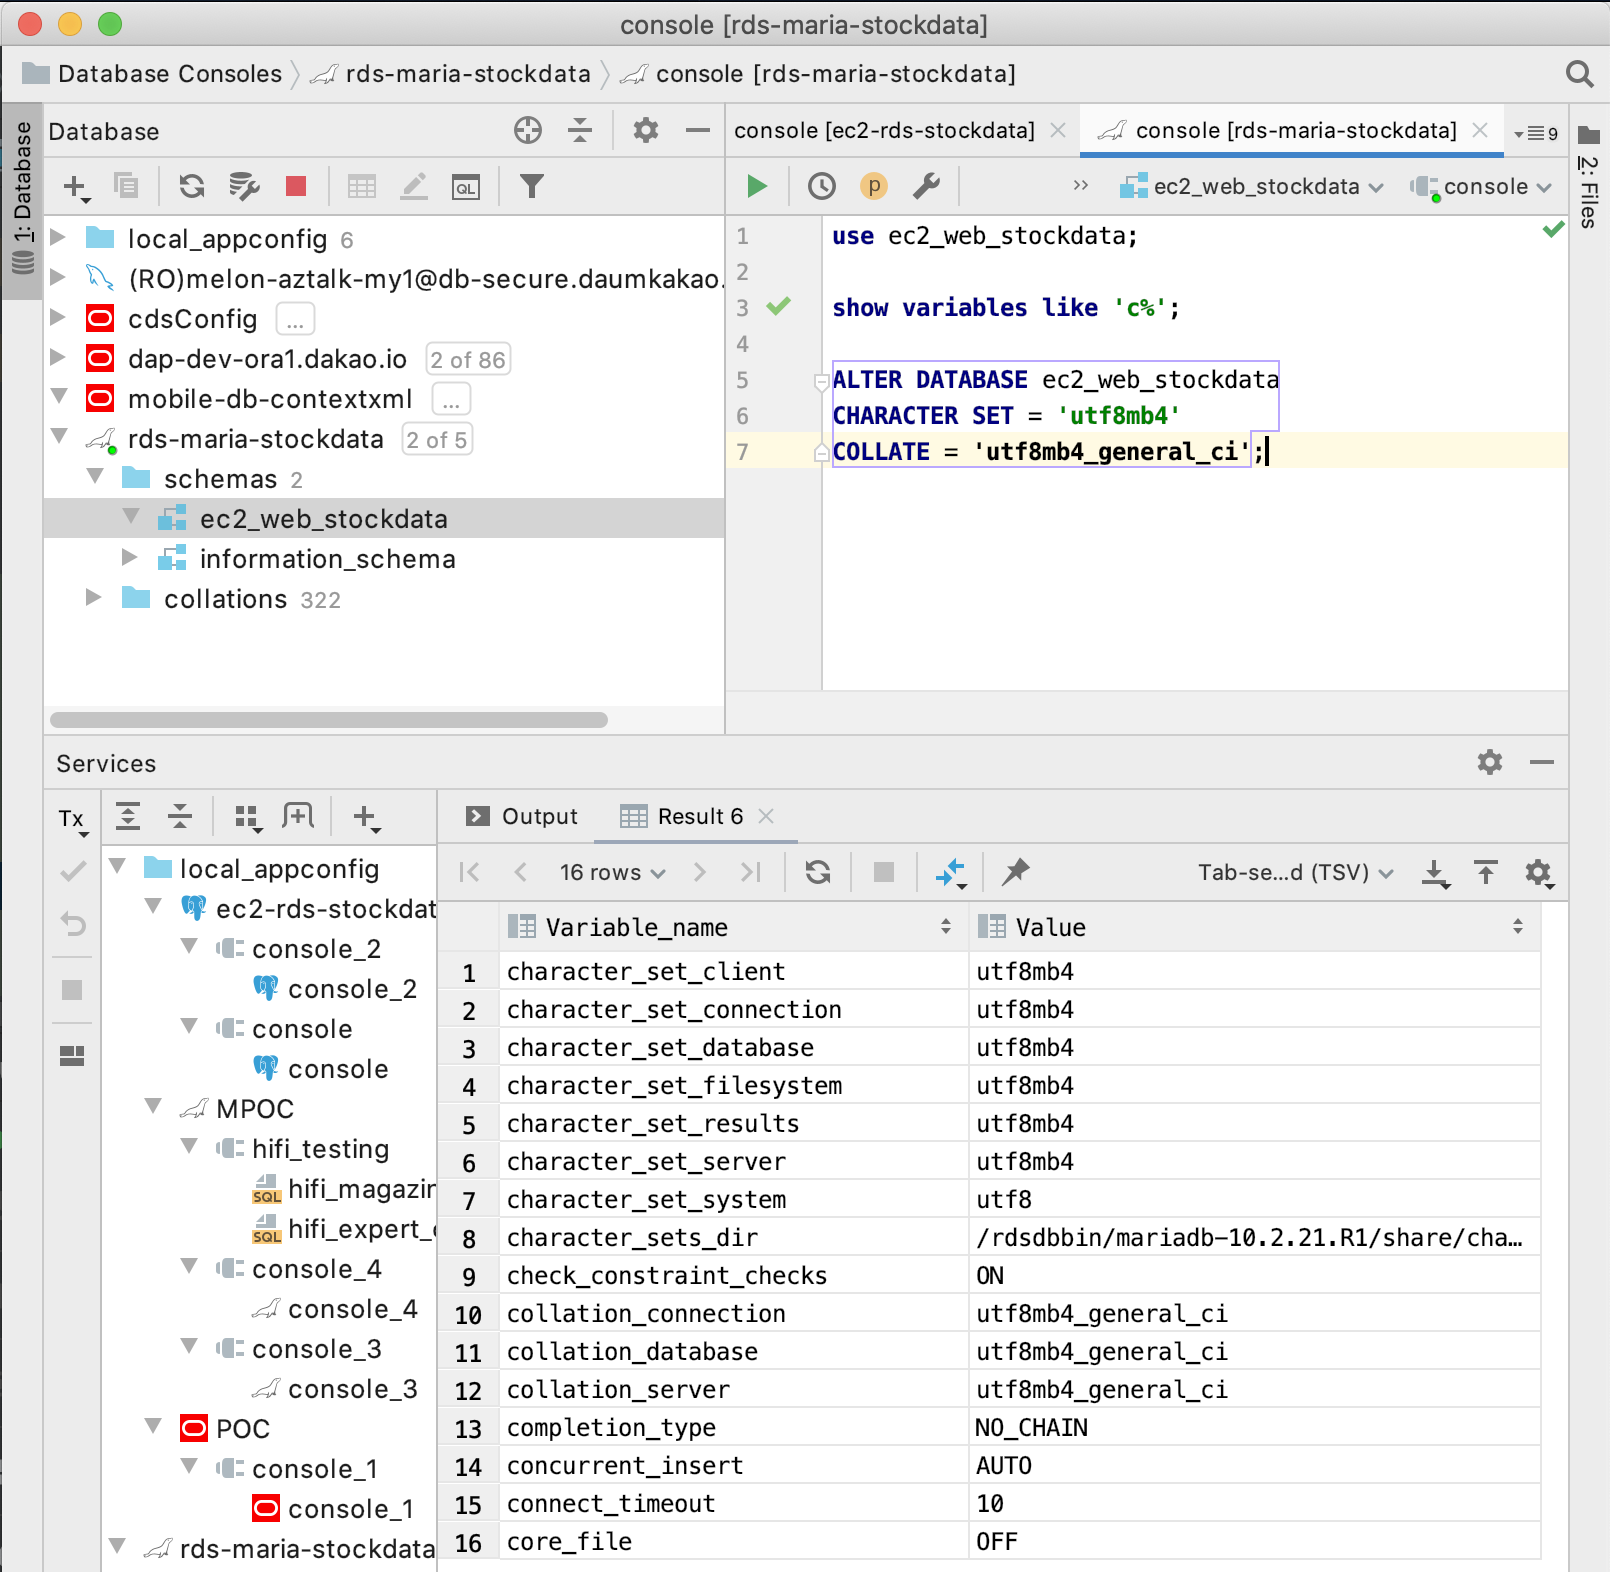 console [rds-maria-stockdata]
Database Consoles rds-maria-stockdata console [rds-maria-stockdata]
1: Database
Database
console [ec2-rds-stockdata] console [rds-maria-stockdata] 9
2: Files
QL
p ec2_web_stockdata console
local_appconfig 6
(RO)melon-aztalk-my1@db-secure.daumkakao.
cdsConfig ...
dap-dev-ora1.dakao.io 2 of 86
mobile-db-contextxml ...
rds-maria-stockdata 2 of 5
schemas 2
ec2_web_stockdata
information_schema
collations 322
1 use ec2_web_stockdata;
2
3 show variables like 'c%';
4
5 ALTER DATABASE ec2_web_stockdata
6 CHARACTER SET = 'utf8mb4'
7 COLLATE = 'utf8mb4_general_ci';
Services
Tx
local_appconfig
ec2-rds-stockdat
console_2
console_2
console
console
MPOC
hifi_testing
SQL hifi_magazin
SQL hifi_expert_
console_4
console_4
console_3
console_3
POC
console_1
console_1
rds-maria-stockdata
Output Result 6
16 rows Tab-se...d (TSV)
Variable_name Value
1 character_set_client utf8mb4
2 character_set_connection utf8mb4
3 character_set_database utf8mb4
4 character_set_filesystem utf8mb4
5 character_set_results utf8mb4
6 character_set_server utf8mb4
7 character_set_system utf8
8 character_sets_dir /rdsdbbin/mariadb-10.2.21.R1/share/cha...
9 check_constraint_checks ON
10 collation_connection utf8mb4_general_ci
11 collation_database utf8mb4_general_ci
12 collation_server utf8mb4_general_ci
13 completion_type NO_CHAIN
14 concurrent_insert AUTO
15 connect_timeout 10
16 core_file OFF